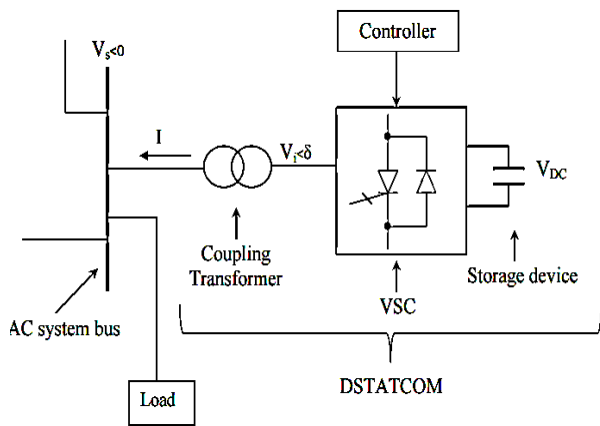 Controller
Vs<0
I
Vi<δ
VDC
Coupling
Transformer
Storage device
AC system bus
VSC
DSTATCOM
Load